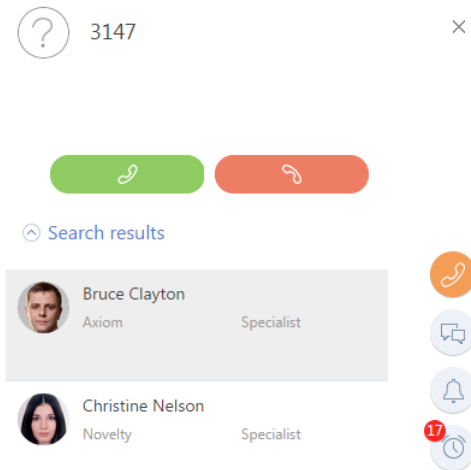 ?
3147
Search results
Bruce Clayton
Axiom Specialist
Christine Nelson
Novelty Specialist
17